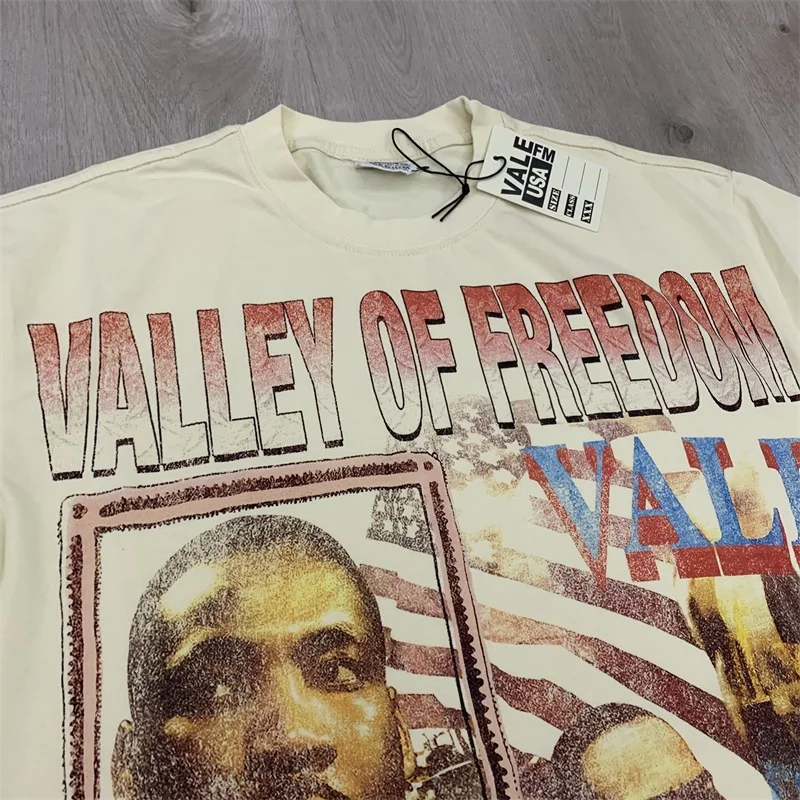 VALE
FM
USA
SIZE
CLASS
XXX
VALLEY OF FREEDOM
VALE